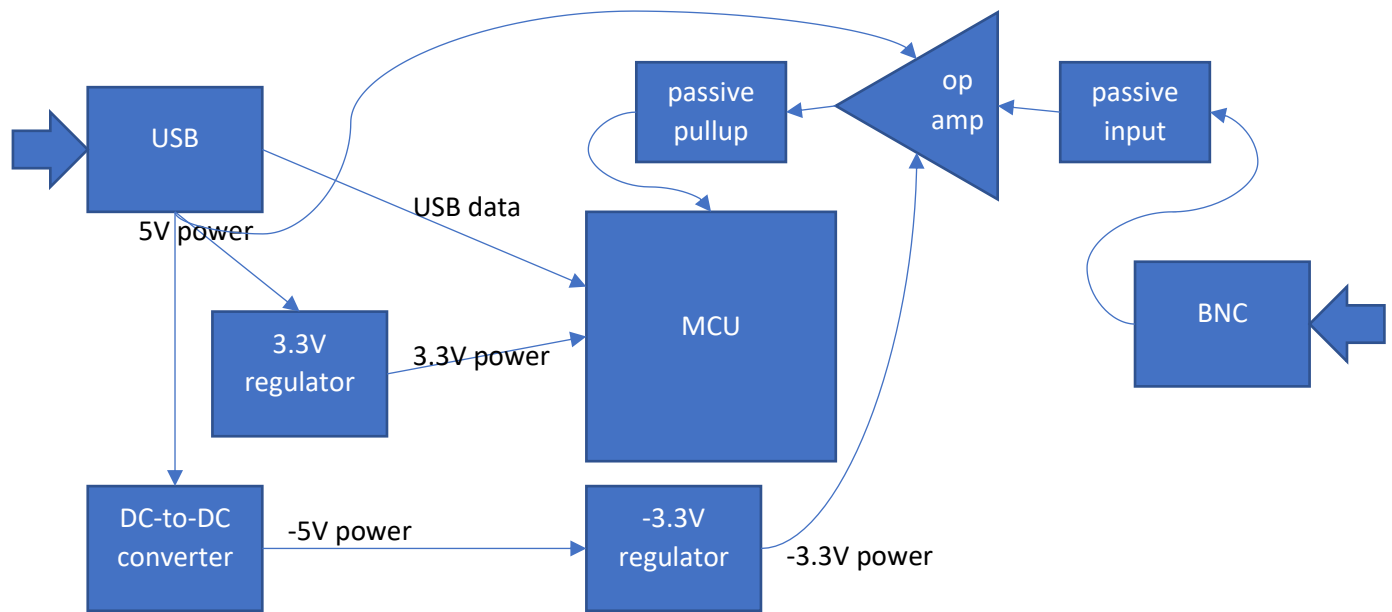 op
amp
passive
pullup
passive
input
USB
USB data
5V power
MCU
BNC
3.3V
regulator
3.3V power
DC-to-DC
converter
-5V power
-3.3V
regulator
-3.3V power